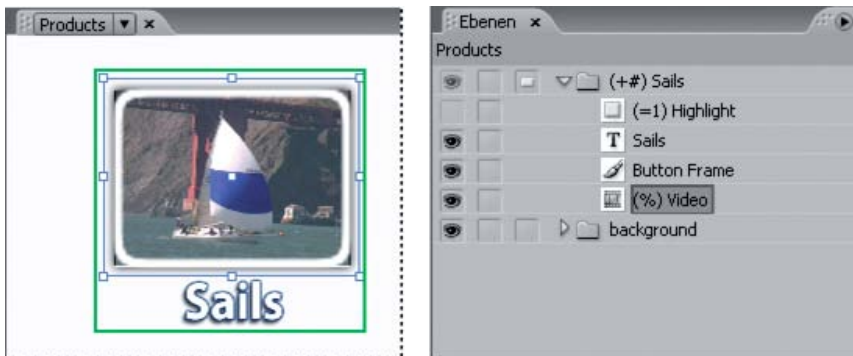 Products
Sails
Ebenen
Products
(+#) Sails
(=1) Highlight
Sails
Button Frame
(%) Video
background